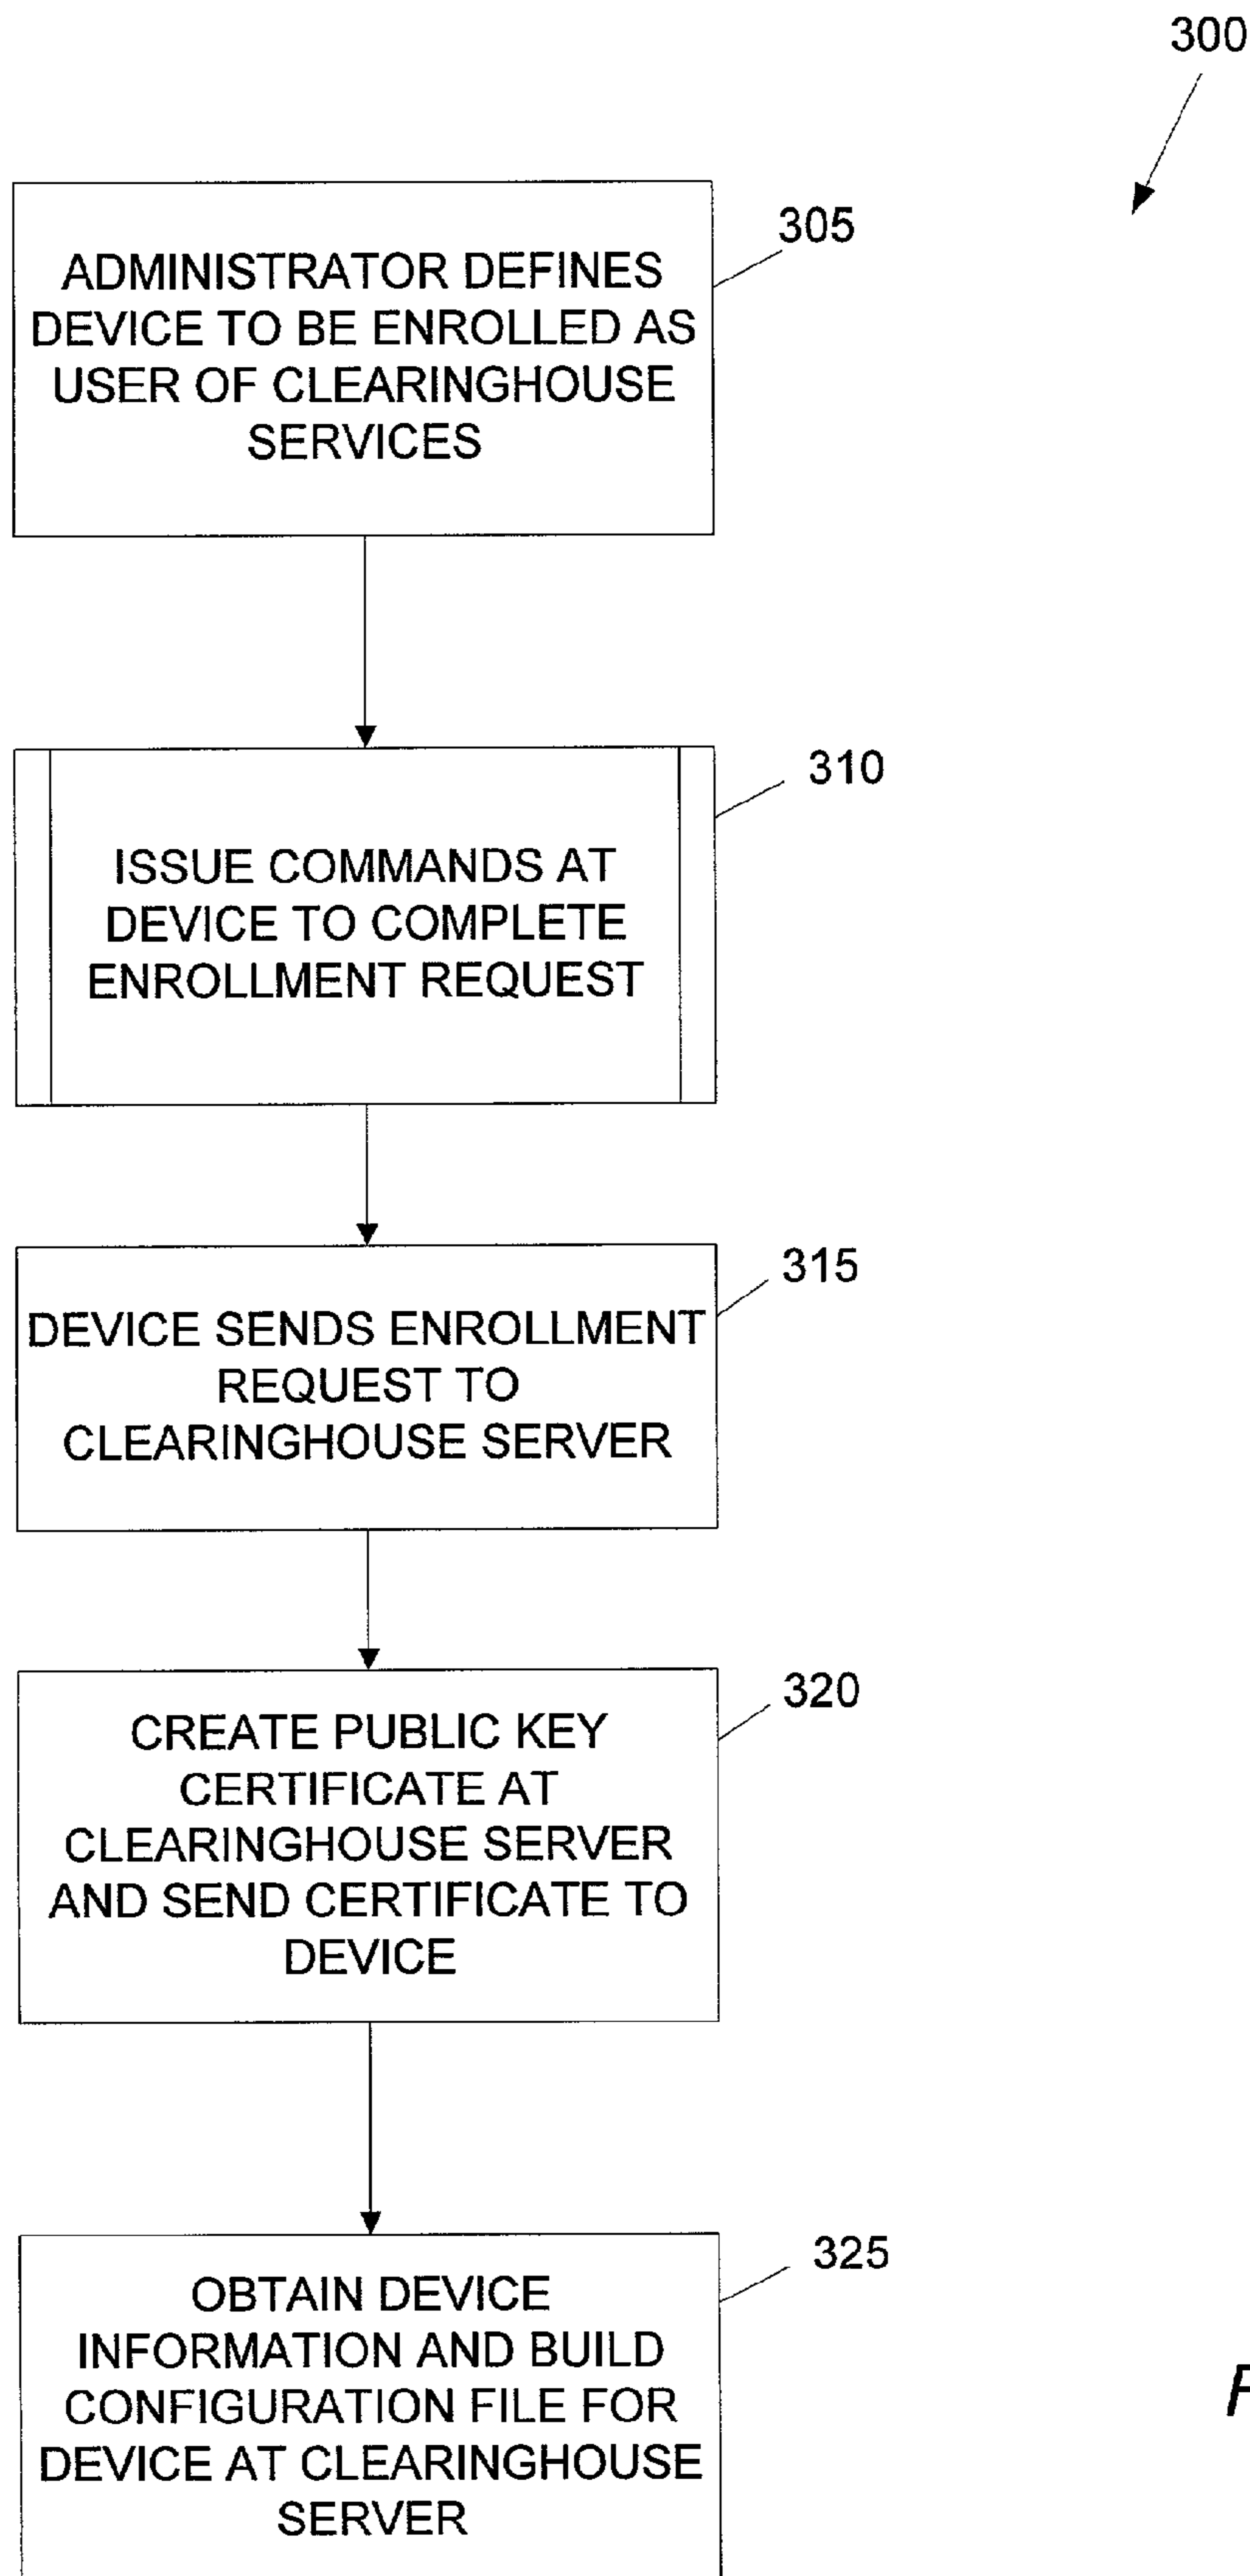 300
305
ADMINISTRATOR DEFINES
DEVICE TO BE ENROLLED AS
USER OF CLEARINGHOUSE
SERVICES
310
ISSUE COMMANDS AT
DEVICE TO COMPLETE
ENROLLMENT REQUEST
315
DEVICE SENDS ENROLLMENT
REQUEST TO
CLEARINGHOUSE SERVER
320
CREATE PUBLIC KEY
CERTIFICATE AT
CLEARINGHOUSE SERVER
AND SEND CERTIFICATE TO
DEVICE
325
OBTAIN DEVICE
INFORMATION AND BUILD
CONFIGURATION FILE FOR
DEVICE AT CLEARINGHOUSE
SERVER